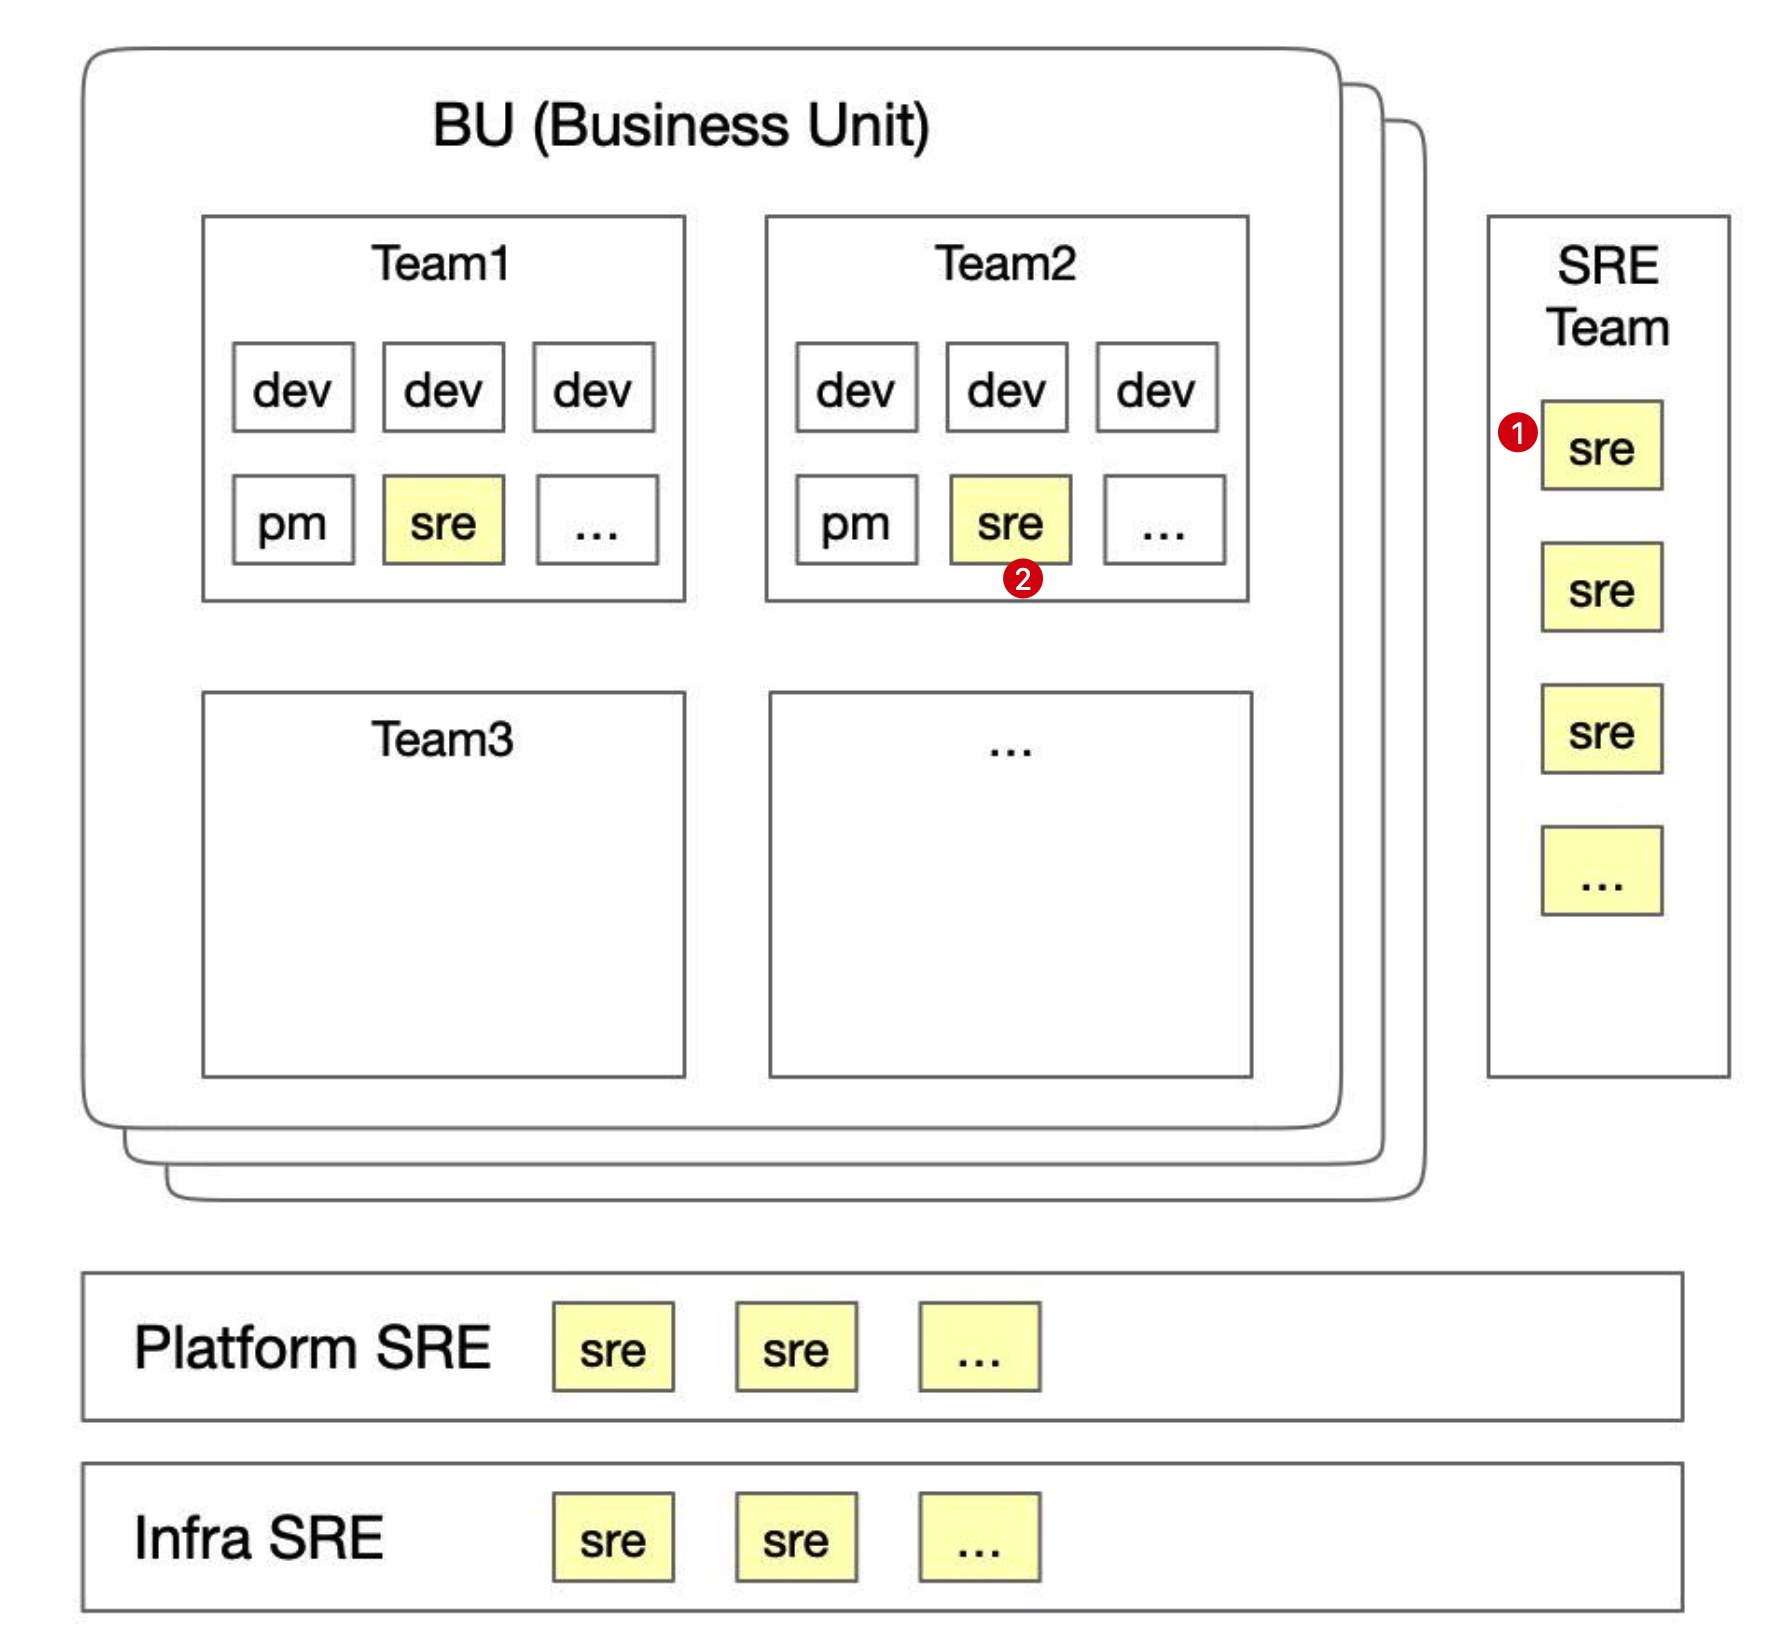 BU (Business Unit)
Team1
dev dev dev
pm sre ...
Team2
dev dev dev
pm sre ...
2
Team3
...
SRE
Team
1 sre
sre
sre
...
Platform SRE sre sre ...
Infra SRE sre sre ...